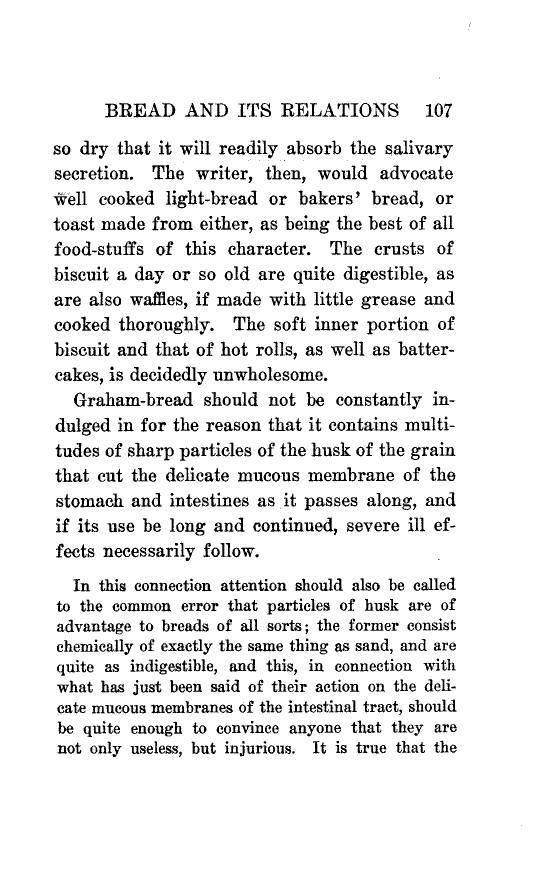 BREAD AND ITS RELATIONS 107
so dry that it will readily absorb the salivary
secretion. The writer, then, would advocate
well cooked light-bread or bakers' bread, or
toast made from either, as being the best of all
food-stuffs of this character. The crusts of
biscuit a day or so old are quite digestible, as
are also waffles, if made with little grease and
cooked thoroughly. The soft inner portion of
biscuit and that of hot rolls, as well as batter-
cakes, is decidedly unwholesome.
Graham-bread should not be constantly in-
dulged in for the reason that it contains multi-
tudes of sharp particles of the husk of the grain
that cut the delicate mucous membrane of the
stomach and intestines as it passes along, and
if its use be long and continued, severe ill ef-
fects necessarily follow.
In this connection attention should also be called
to the common error that particles of husk are of
advantage to breads of all sorts; the former consist
chemically of exactly the same thing as sand, and are
quite as indigestible, and this, in connection with
what has just been said of their action on the deli-
cate mucous membranes of the intestinal tract, should
be quite enough to convince anyone that they are
not only useless, but injurious. It is true that the